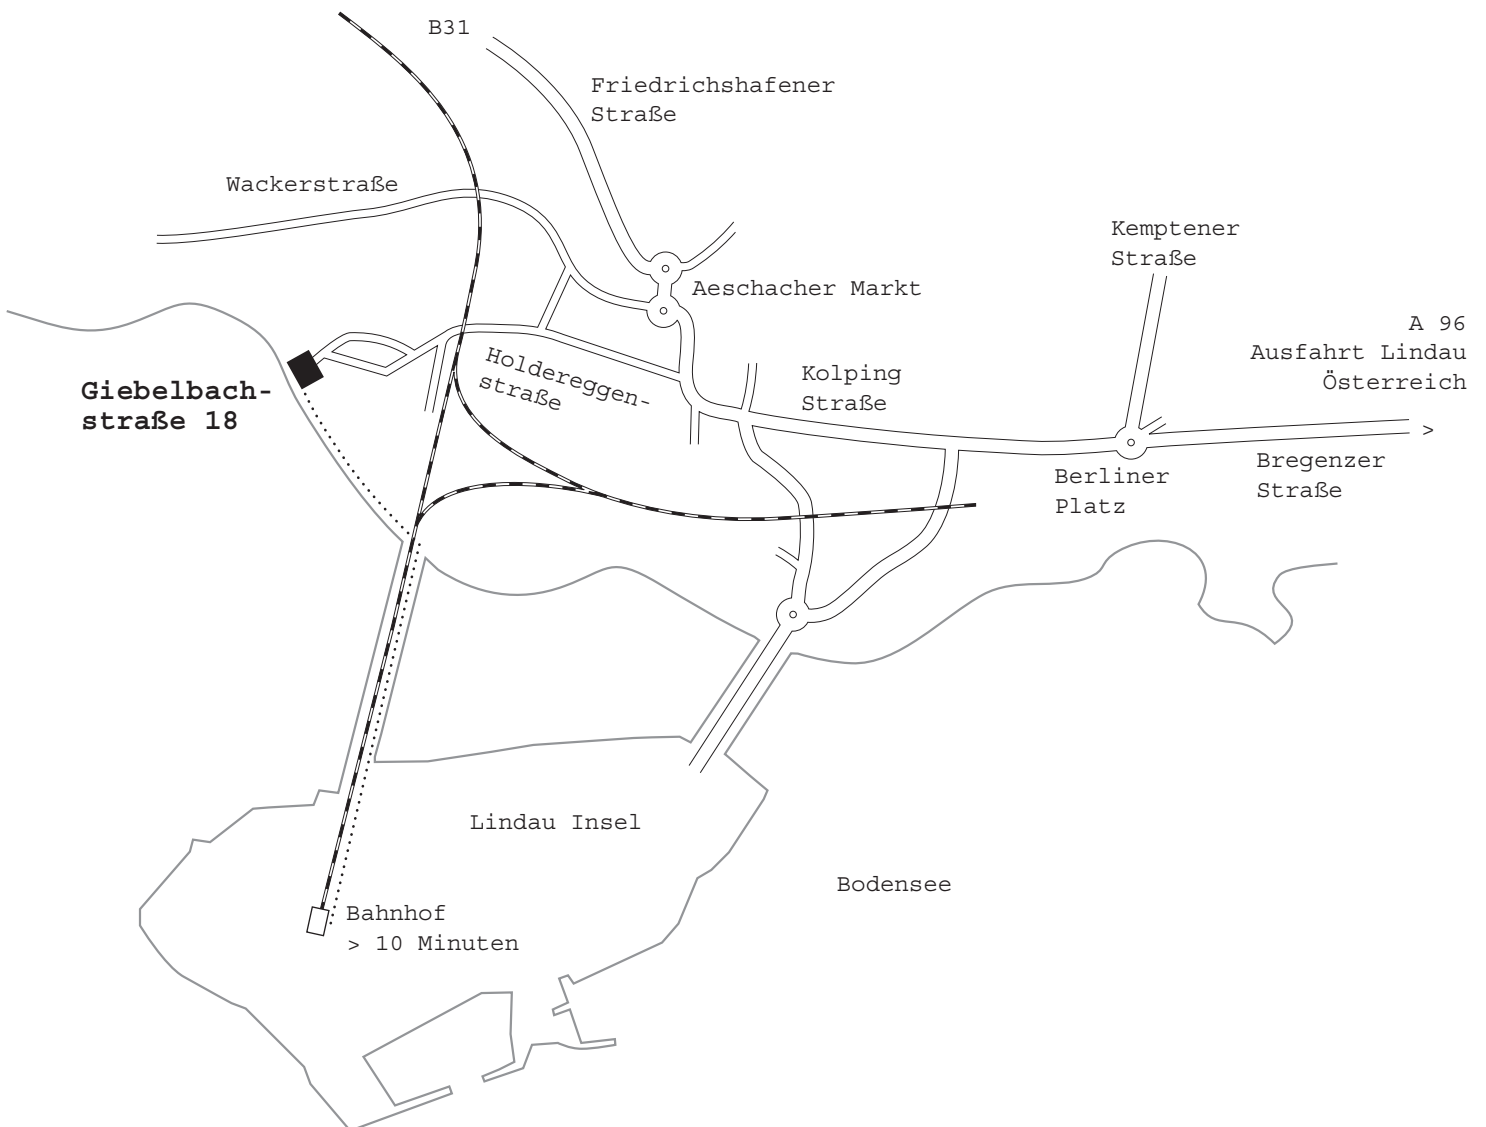 B31
Friedrichshafener
Straße
Wackerstraße
Kemptener
Straße
Aeschacher Markt
A 96
Ausfahrt Lindau
Österreich
Holdereggen-
straße
Kolping
Straße
Giebelbach-
straße 18
>
Berliner
Platz
Bregenzer
Straße
Lindau Insel
Bodensee
Bahnhof
> 10 Minuten